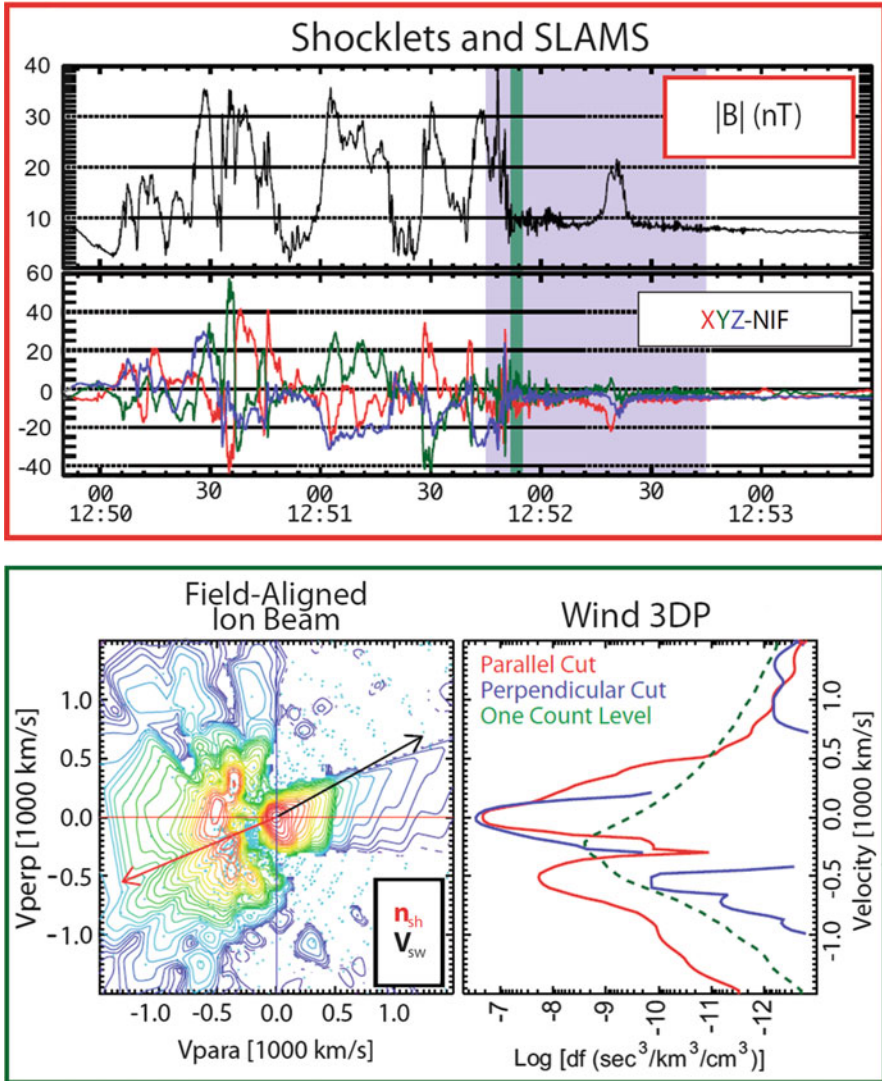 Shocklets and SLAMS
40
30
20
10
|B| (nT)
60
40
20
0
-20
-40
XYZ-NIF
00 30 00 30 00 30 00
12:50 12:51 12:52 12:53
Field-Aligned
Ion Beam
Wind 3DP
Parallel Cut
Perpendicular Cut
One Count Level
1.0
0.5
0.0
-0.5
-1.0
Vperp [1000 km/s]
n_sh
V_sw
-1.0 -0.5 0.0 0.5 1.0
Vpara [1000 km/s]
1.0
0.5
0.0
-0.5
-1.0
Velocity [1000 km/s]
-7 -8 -9 -10 -11 -12
Log [df (sec³/km³/cm³)]